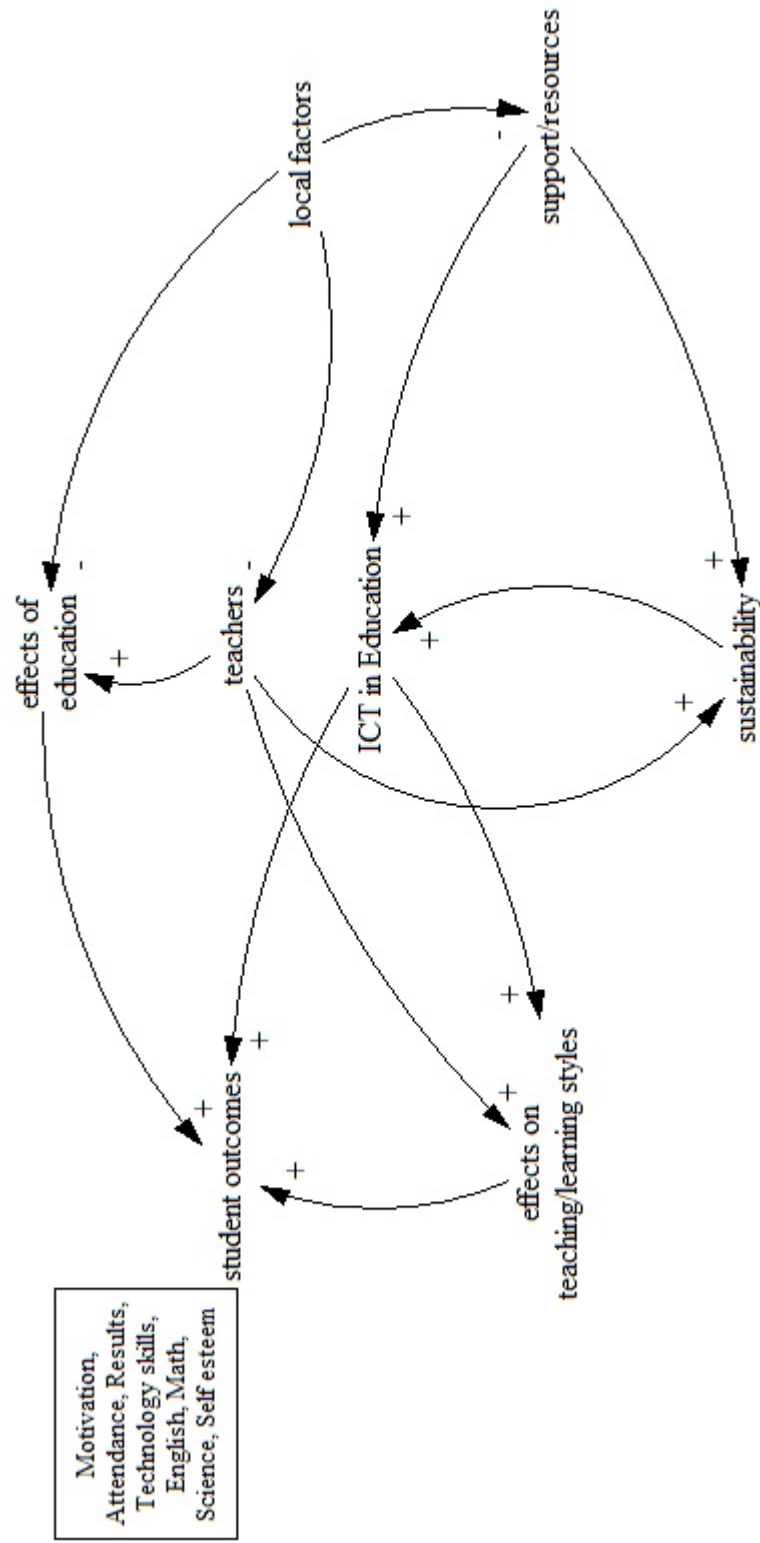 effects of
education
-
+
Motivation,
Attendance, Results,
Technology skills,
English, Math,
Science, Self esteem
student outcomes
+
+
+
teachers
-
local factors
ICT in Education
+
+
effects on
teaching/learning styles
+
+
support/resources
-
sustainability
+
+